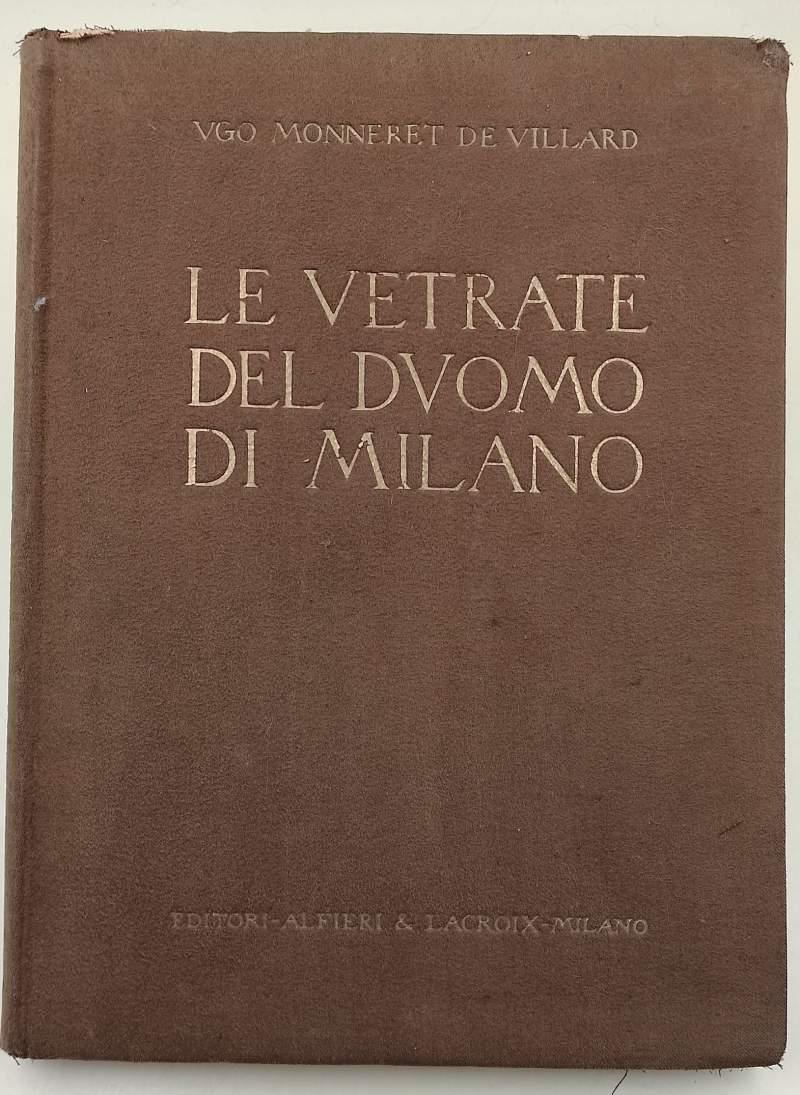 VGO MONNERET DE VILLARD
LE VETRATE
DEL DVOMO
DI MILANO
EDITORI-ALFIERI & LACROIX-MILANO